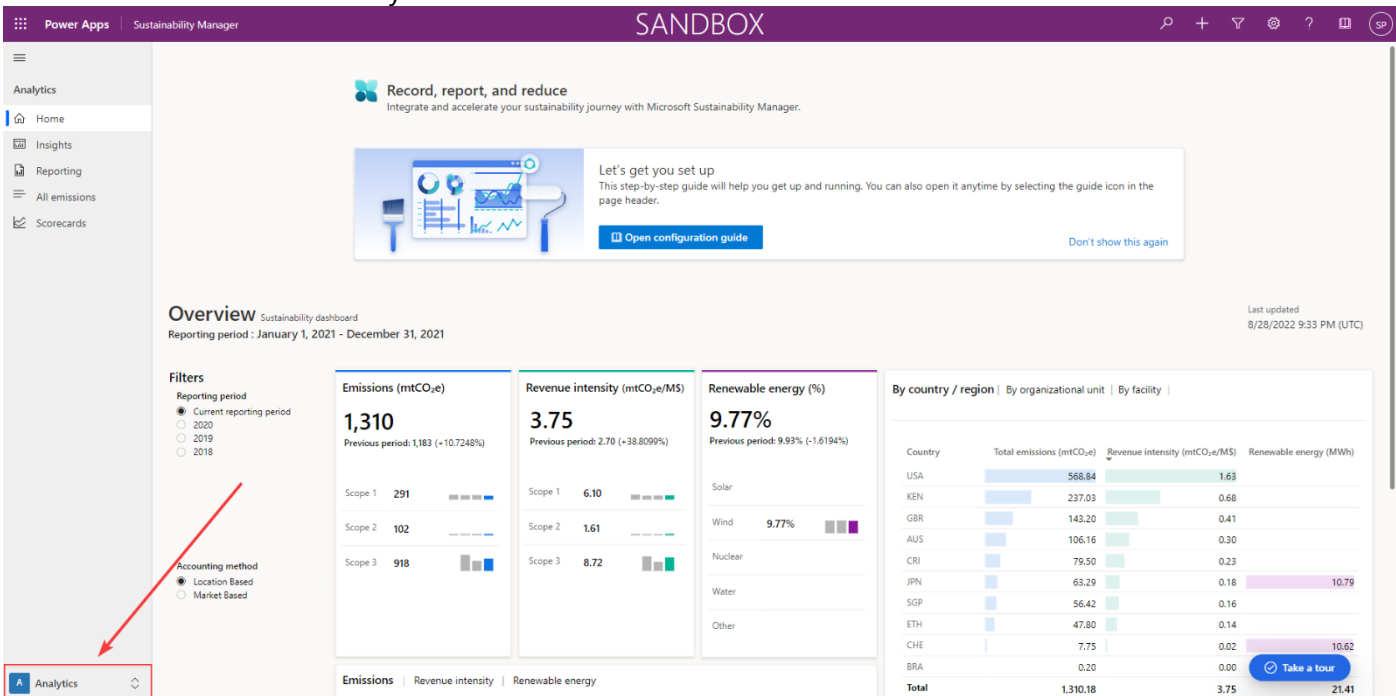 Power Apps Sustainability Manager SANDBOX ? SP
Analytics
Home
Insights
Reporting
All emissions
Scorecards
Record, report, and reduce
Integrate and accelerate your sustainability journey with Microsoft Sustainability Manager.
Let's get you set up
This step-by-step guide will help you get up and running. You can also open it anytime by selecting the guide icon in the
page header.
Open configuration guide
Don't show this again
Overview Sustainability dashboard
Reporting period : January 1, 2021 - December 31, 2021
Last updated
8/28/2022 9:33 PM (UTC)
Filters
Reporting period
Current reporting period
2020
2019
2018
Accounting method
Location Based
Market Based
Emissions (mtCO₂e)
1,310
Previous period: 1,183 (+10.7248%)
Scope 1 291
Scope 2 102
Scope 3 918
Revenue intensity (mtCO₂e/M$)
3.75
Previous period: 2.70 (+38.8099%)
Scope 1 6.10
Scope 2 1.61
Scope 3 8.72
Renewable energy (%)
9.77%
Previous period: 9.93% (-1.6194%)
Solar
Wind 9.77%
Nuclear
Water
Other
By country / region | By organizational unit | By facility |
Country Total emissions (mtCO₂e) Revenue intensity (mtCO₂e/M$) Renewable energy (MWh)
USA 568.84 1.63
KEN 237.03 0.68
GBR 143.20 0.41
AUS 106.16 0.30
CRI 79.50 0.23
JPN 63.29 0.18 10.79
SGP 56.42 0.16
ETH 47.80 0.14
CHE 7.75 0.02 10.62
BRA 0.20 0.00
Total 1,310.18 3.75 21.41
Take a tour
Emissions | Revenue intensity | Renewable energy
A Analytics